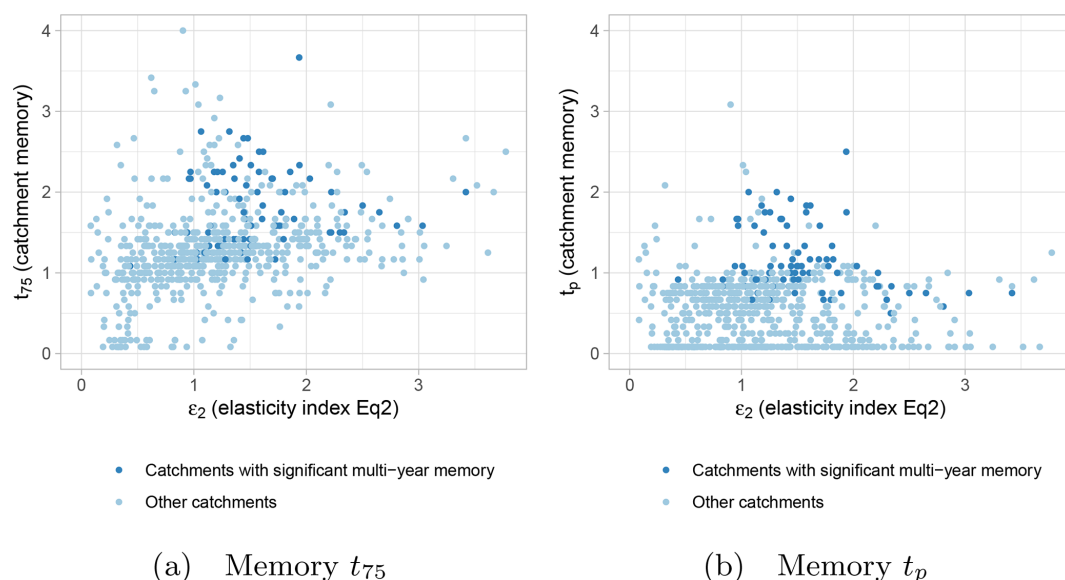 4
3
2
1
0
t75 (catchment memory)
0 1 2 3
ε2 (elasticity index Eq2)
Catchments with significant multi−year memory
Other catchments
(a) Memory t75
4
3
2
1
0
tp (catchment memory)
0 1 2 3
ε2 (elasticity index Eq2)
Catchments with significant multi−year memory
Other catchments
(b) Memory tp